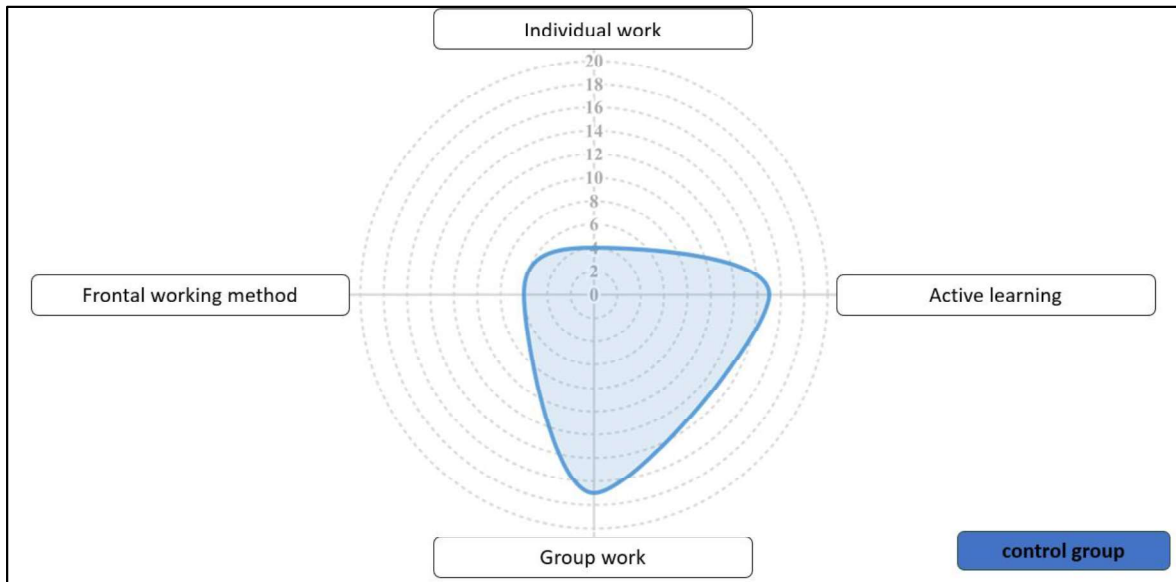 Individual work
20
18
16
14
12
10
8
6
4
2
0
Frontal working method
Active learning
Group work
control group